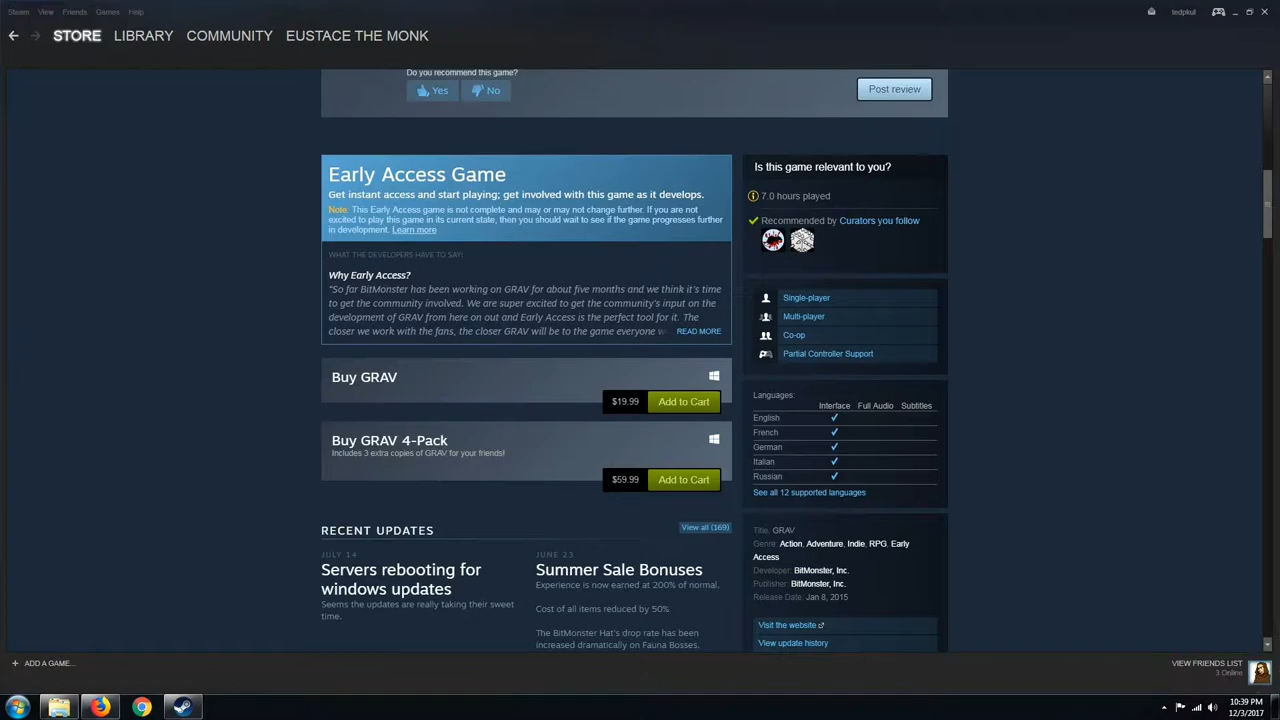 Steam View Friends Games Help
tedpkul
STORE LIBRARY COMMUNITY EUSTACE THE MONK
Do you recommend this game?
Yes No
Post review
Early Access Game
Get instant access and start playing; get involved with this game as it develops.
Note: This Early Access game is not complete and may or may not change further. If you are
not excited to play this game in its current state, then you should wait to see if the game progresses further
in development. Learn more
WHAT THE DEVELOPERS HAVE TO SAY:
Why Early Access?
"So far BitMonster has been working on GRAV for about five months and we think it's time
to get the community involved. We are super excited to get the community's input on the
development of GRAV from here on out and Early Access is the perfect tool for it. The
closer we work with the fans, the closer GRAV will be to the game everyone w
READ MORE
Buy GRAV
$19.99 Add to Cart
Buy GRAV 4-Pack
Includes 3 extra copies of GRAV for your friends!
$59.99 Add to Cart
RECENT UPDATES
View all (169)
JULY 14
Servers rebooting for
windows updates
Seems the updates are really taking their sweet
time.
JUNE 23
Summer Sale Bonuses
Experience is now earned at 200% of normal.
Cost of all items reduced by 50%
The BitMonster Hat's drop rate has been
increased dramatically on Fauna Bosses.
Is this game relevant to you?
7.0 hours played
Recommended by Curators you follow
Single-player
Multi-player
Co-op
Partial Controller Support
Languages:
Interface Full Audio Subtitles
English
French
German
Italian
Russian
See all 12 supported languages
Title: GRAV
Genre: Action, Adventure, Indie, RPG, Early
Access
Developer: BitMonster, Inc.
Publisher: BitMonster, Inc.
Release Date: Jan 8, 2015
Visit the website
View update history
+ ADD A GAME...
VIEW FRIENDS LIST
3 Online
10:39 PM
12/3/2017